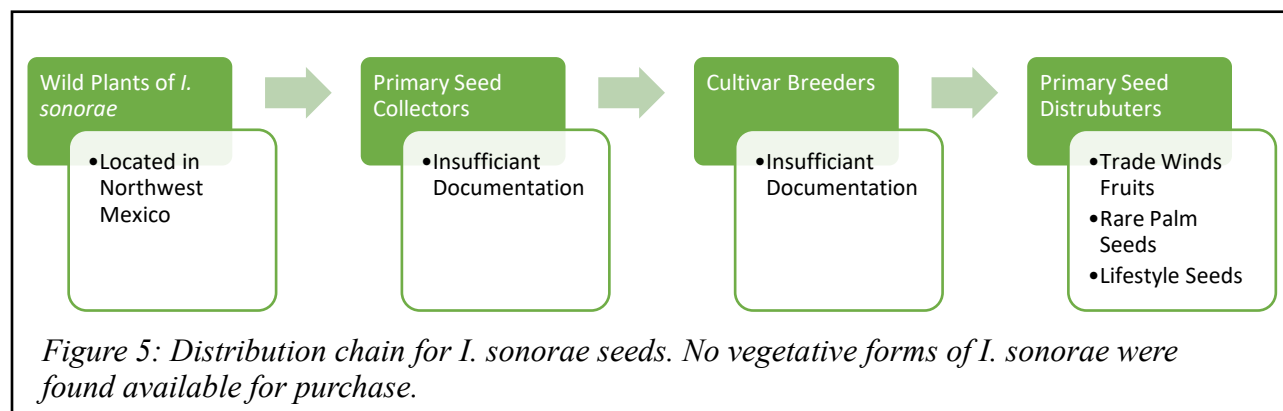 Wild Plants of I.
sonorae
•Located in
Northwest
Mexico
Primary Seed
Collectors
•Insufficiant
Documentation
Cultivar Breeders
•Insufficiant
Documentation
Primary Seed
Distrubuters
•Trade Winds
Fruits
•Rare Palm
Seeds
•Lifestyle Seeds
Figure 5: Distribution chain for I. sonorae seeds. No vegetative forms of I. sonorae were
found available for purchase.